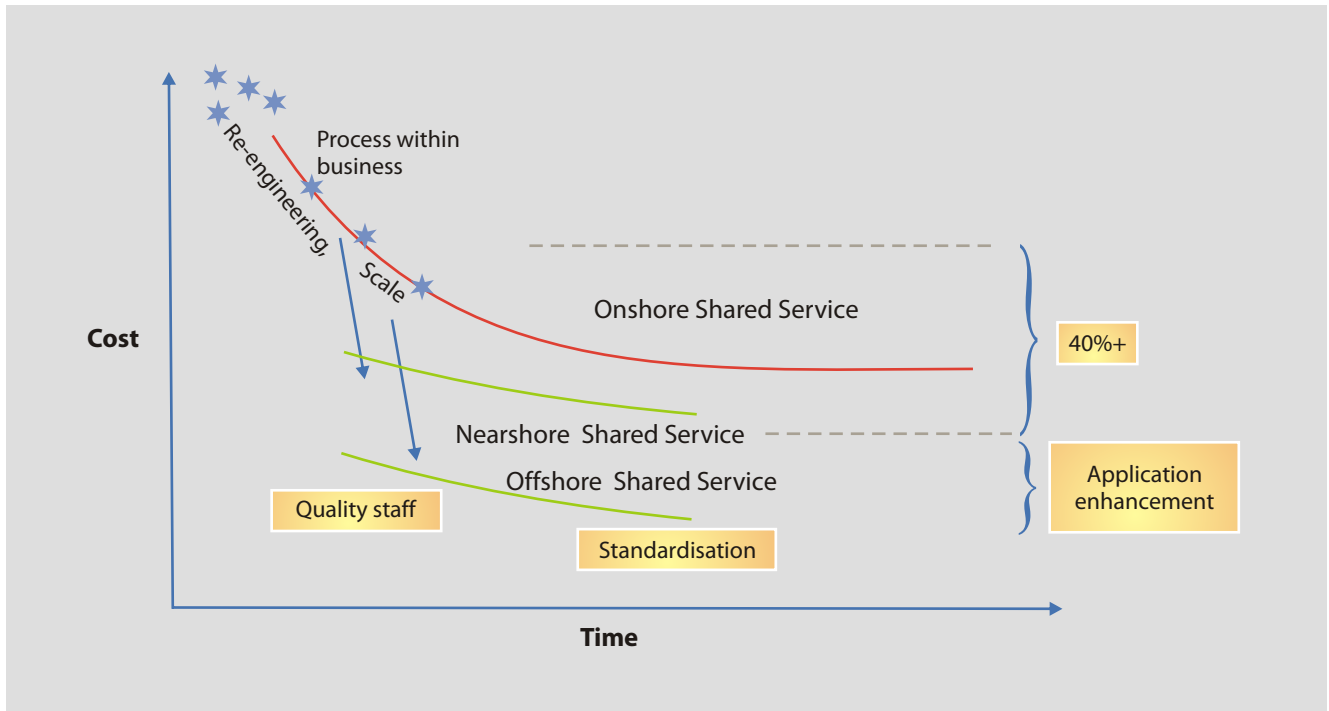 Process within
business
Re-engineering,
Scale
Onshore Shared Service
Cost
40%+
Nearshore Shared Service
Offshore Shared Service
Application
enhancement
Quality staff
Standardisation
Time